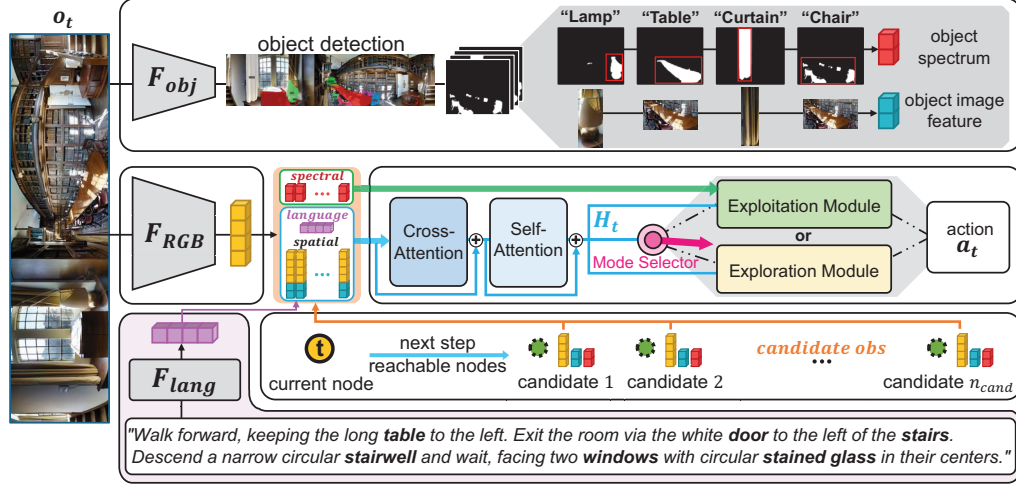 o_t
F_obj
object detection
"Lamp"
"Table"
"Curtain"
"Chair"
object
spectrum
object image
feature
F_RGB
spectral
...
language
spatial
...
Cross-
Attention
Self-
Attention
H_t
Mode Selector
Exploitation Module
or
Exploration Module
action
a_t
F_lang
t
current node
next step
reachable nodes
candidate 1
candidate 2
candidate obs
...
candidate n_cand
"Walk forward, keeping the long table to the left. Exit the room via the white door to the left of the stairs.
Descend a narrow circular stairwell and wait, facing two windows with circular stained glass in their centers."